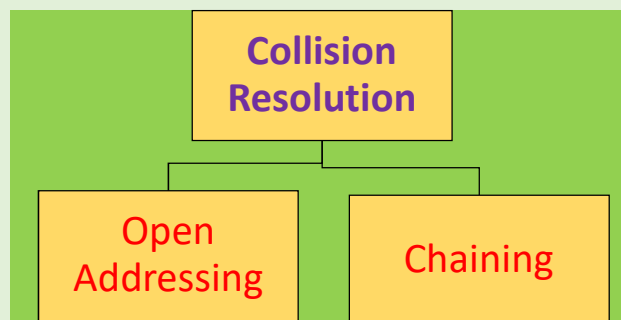 Collision
Resolution
Open
Addressing
Chaining